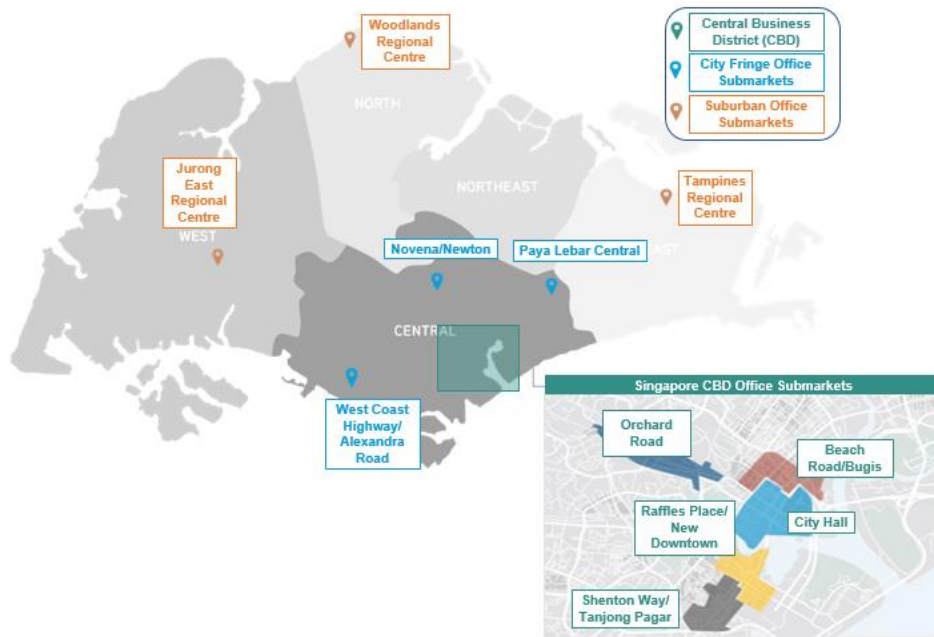 Woodlands
Regional
Centre
Central Business
District (CBD)
City Fringe Office
Submarkets
Suburban Office
Submarkets
NORTH
Jurong
East
Regional
Centre
WEST
NORTHEAST
Tampines
Regional
Centre
Novena/Newton
Paya Lebar Central
CENTRAL
West Coast
Highway/
Alexandra
Road
Singapore CBD Office Submarkets
Orchard
Road
Beach
Road/Bugis
Raffles Place/
New
Downtown
City Hall
Shenton Way/
Tanjong Pagar